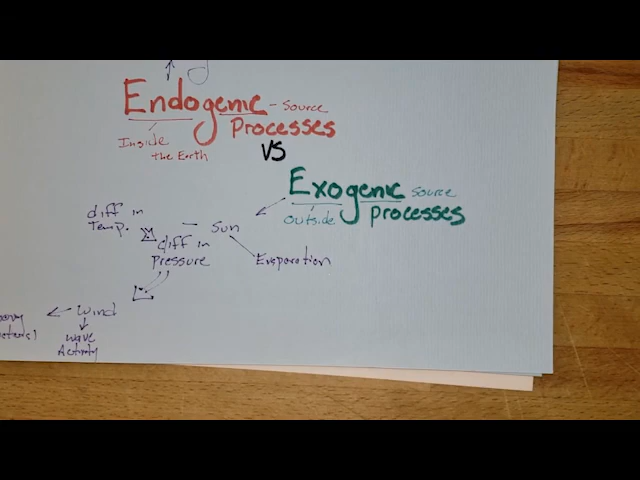 Endogenic - source
Processes
Inside
the Earth
VS
Exogenic source
processes
outside
diff in
Temp.
Sun
diff in
pressure
Evaporation
Wind
wave
Activity